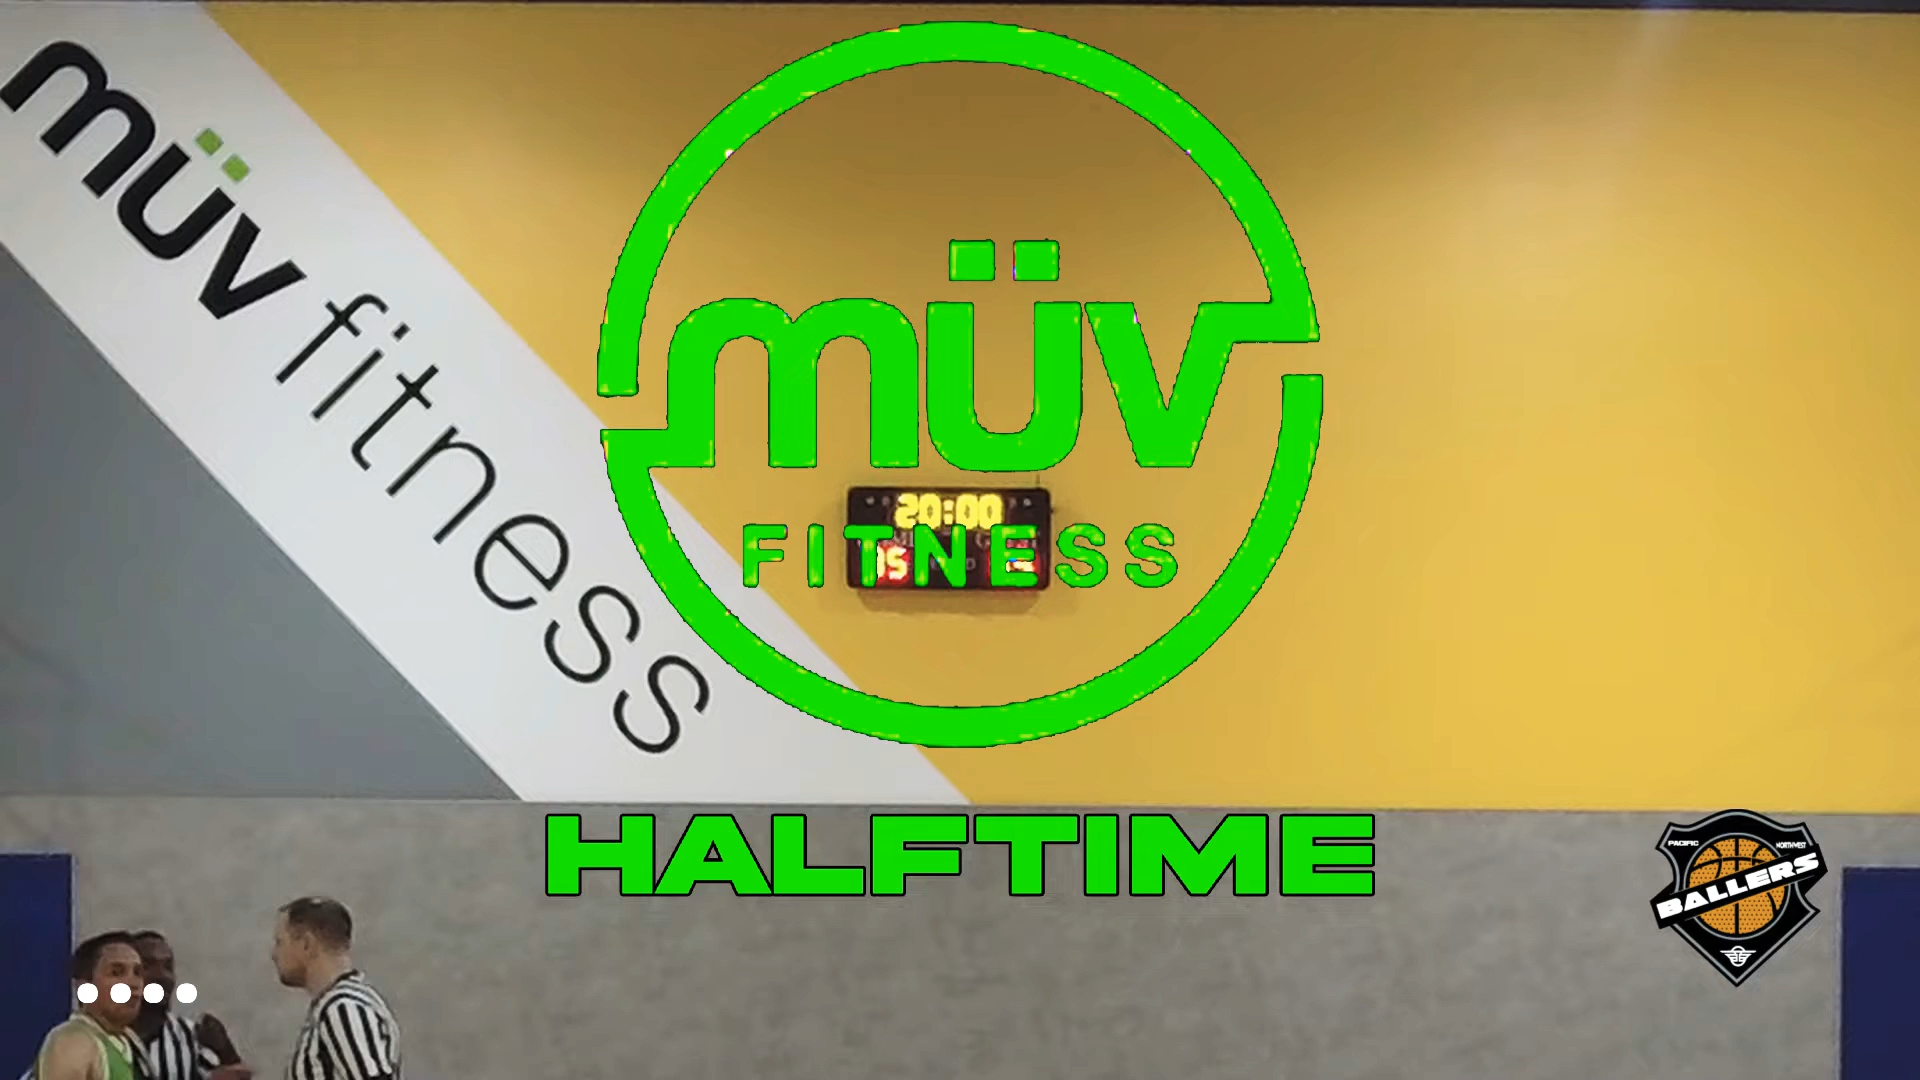 müv fitness
müv
20:00
FITNESS
HALFTIME
PACIFIC NORTHWEST
BALLERS